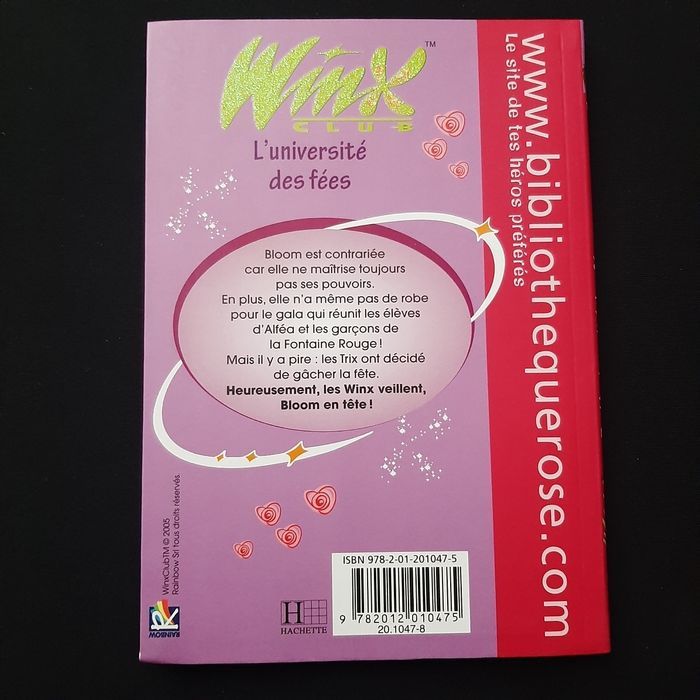 Winx™
CLUB
L'université
des fées
Bloom est contrariée
car elle ne maîtrise toujours
pas ses pouvoirs.
En plus, elle n'a même pas de robe
pour le gala qui réunit les élèves
d'Alféa et les garçons de
la Fontaine Rouge !
Mais il y a pire : les Trix ont décidé
de gâcher la fête.
Heureusement, les Winx veillent,
Bloom en tête !
www.bibliothequerose.com
Le site de tes héros préférés
WinxClubTM © 2005
Rainbow Srl tous droits réservés.
RAINBOW
H
HACHETTE
ISBN 978-2-01-201047-5
9 782012 010475
20.1047-8